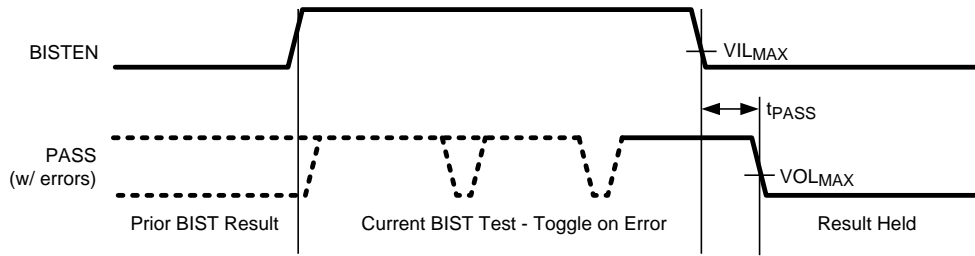 BISTEN
VILMAX
tPASS
PASS
(w/ errors)
VOLMAX
Prior BIST Result
Current BIST Test - Toggle on Error
Result Held